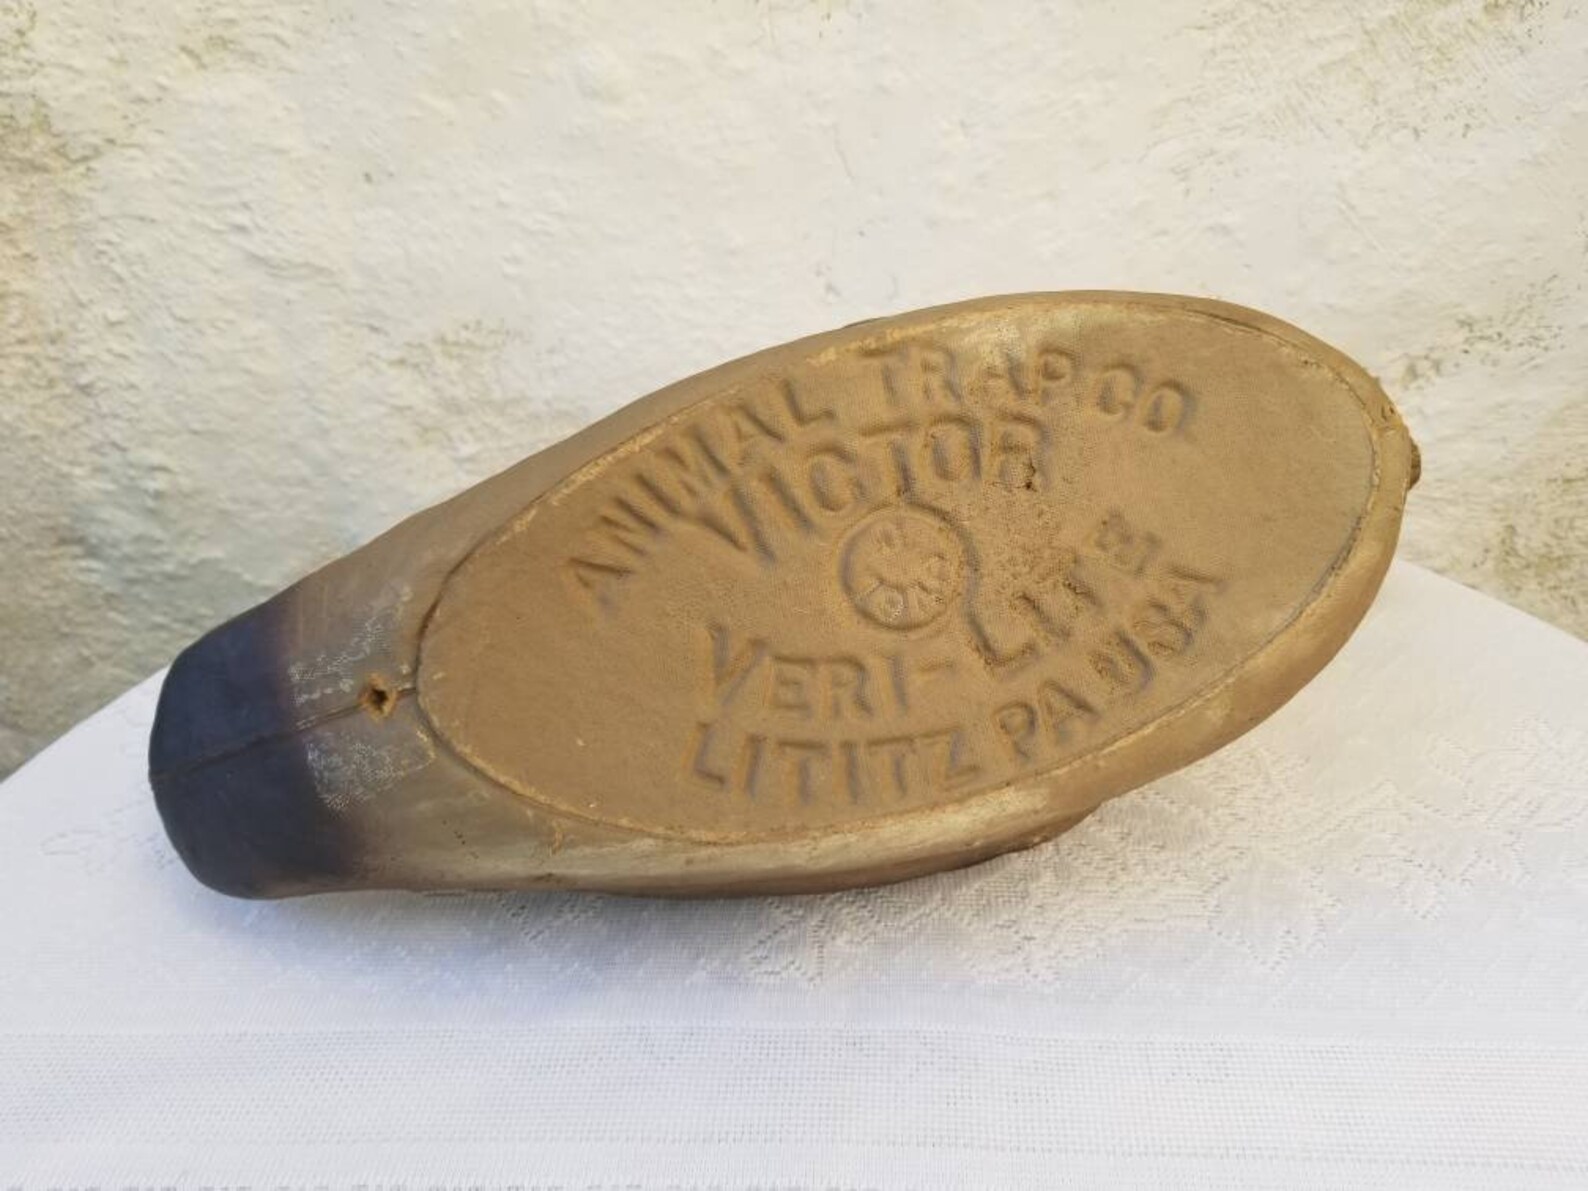 ANIMAL TRAP CO
VICTOR
VERI-LITE
LITITZ PA USA